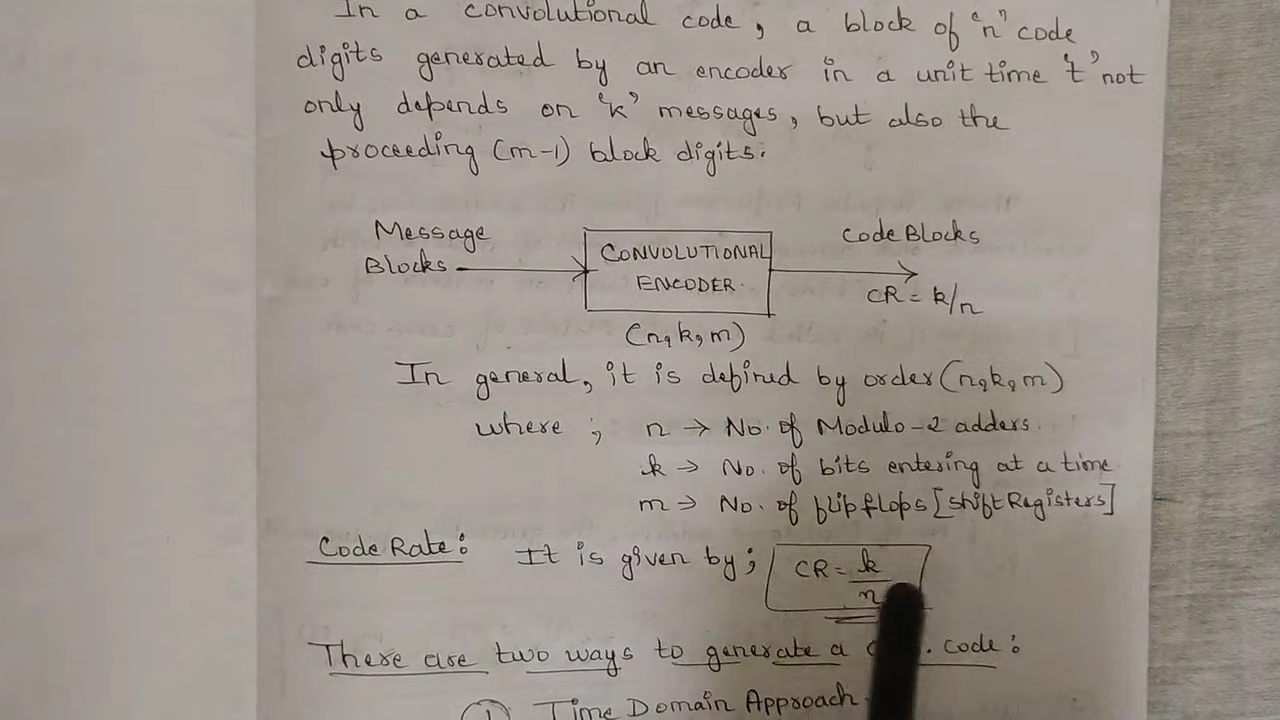 In a convolutional code, a block of 'n' code
digits generated by an encoder in a unit time 't' not
only depends on 'k' messages, but also the
proceeding (m-1) block digits.
Message
Blocks
CONVOLUTIONAL
ENCODER.
(n, k, m)
Code Blocks
CR = k/n
In general, it is defined by order (n, k, m)
where ; n → No. of Modulo-2 adders.
k → No. of bits entering at a time
m → No. of flip flops [Shift Registers]
Code Rate: It is given by; CR = k/n
There are two ways to generate a . code:
① Time Domain Approach